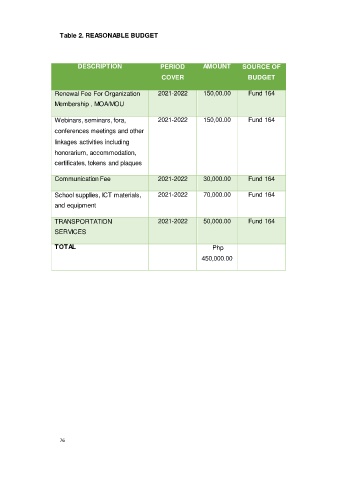 Table 2. REASONABLE BUDGET
DESCRIPTION PERIOD COVER AMOUNT SOURCE OF BUDGET
Renewal Fee For Organization Membership , MOA/MOU 2021-2022 150,00.00 Fund 164
Webinars, seminars, fora, conferences meetings and other linkages activities including honorarium, accommodation, certificates, tokens and plaques 2021-2022 150,00.00 Fund 164
Communication Fee 2021-2022 30,000.00 Fund 164
School supplies, ICT materials, and equipment 2021-2022 70,000.00 Fund 164
TRANSPORTATION SERVICES 2021-2022 50,000.00 Fund 164
TOTAL Php 450,000.00
76